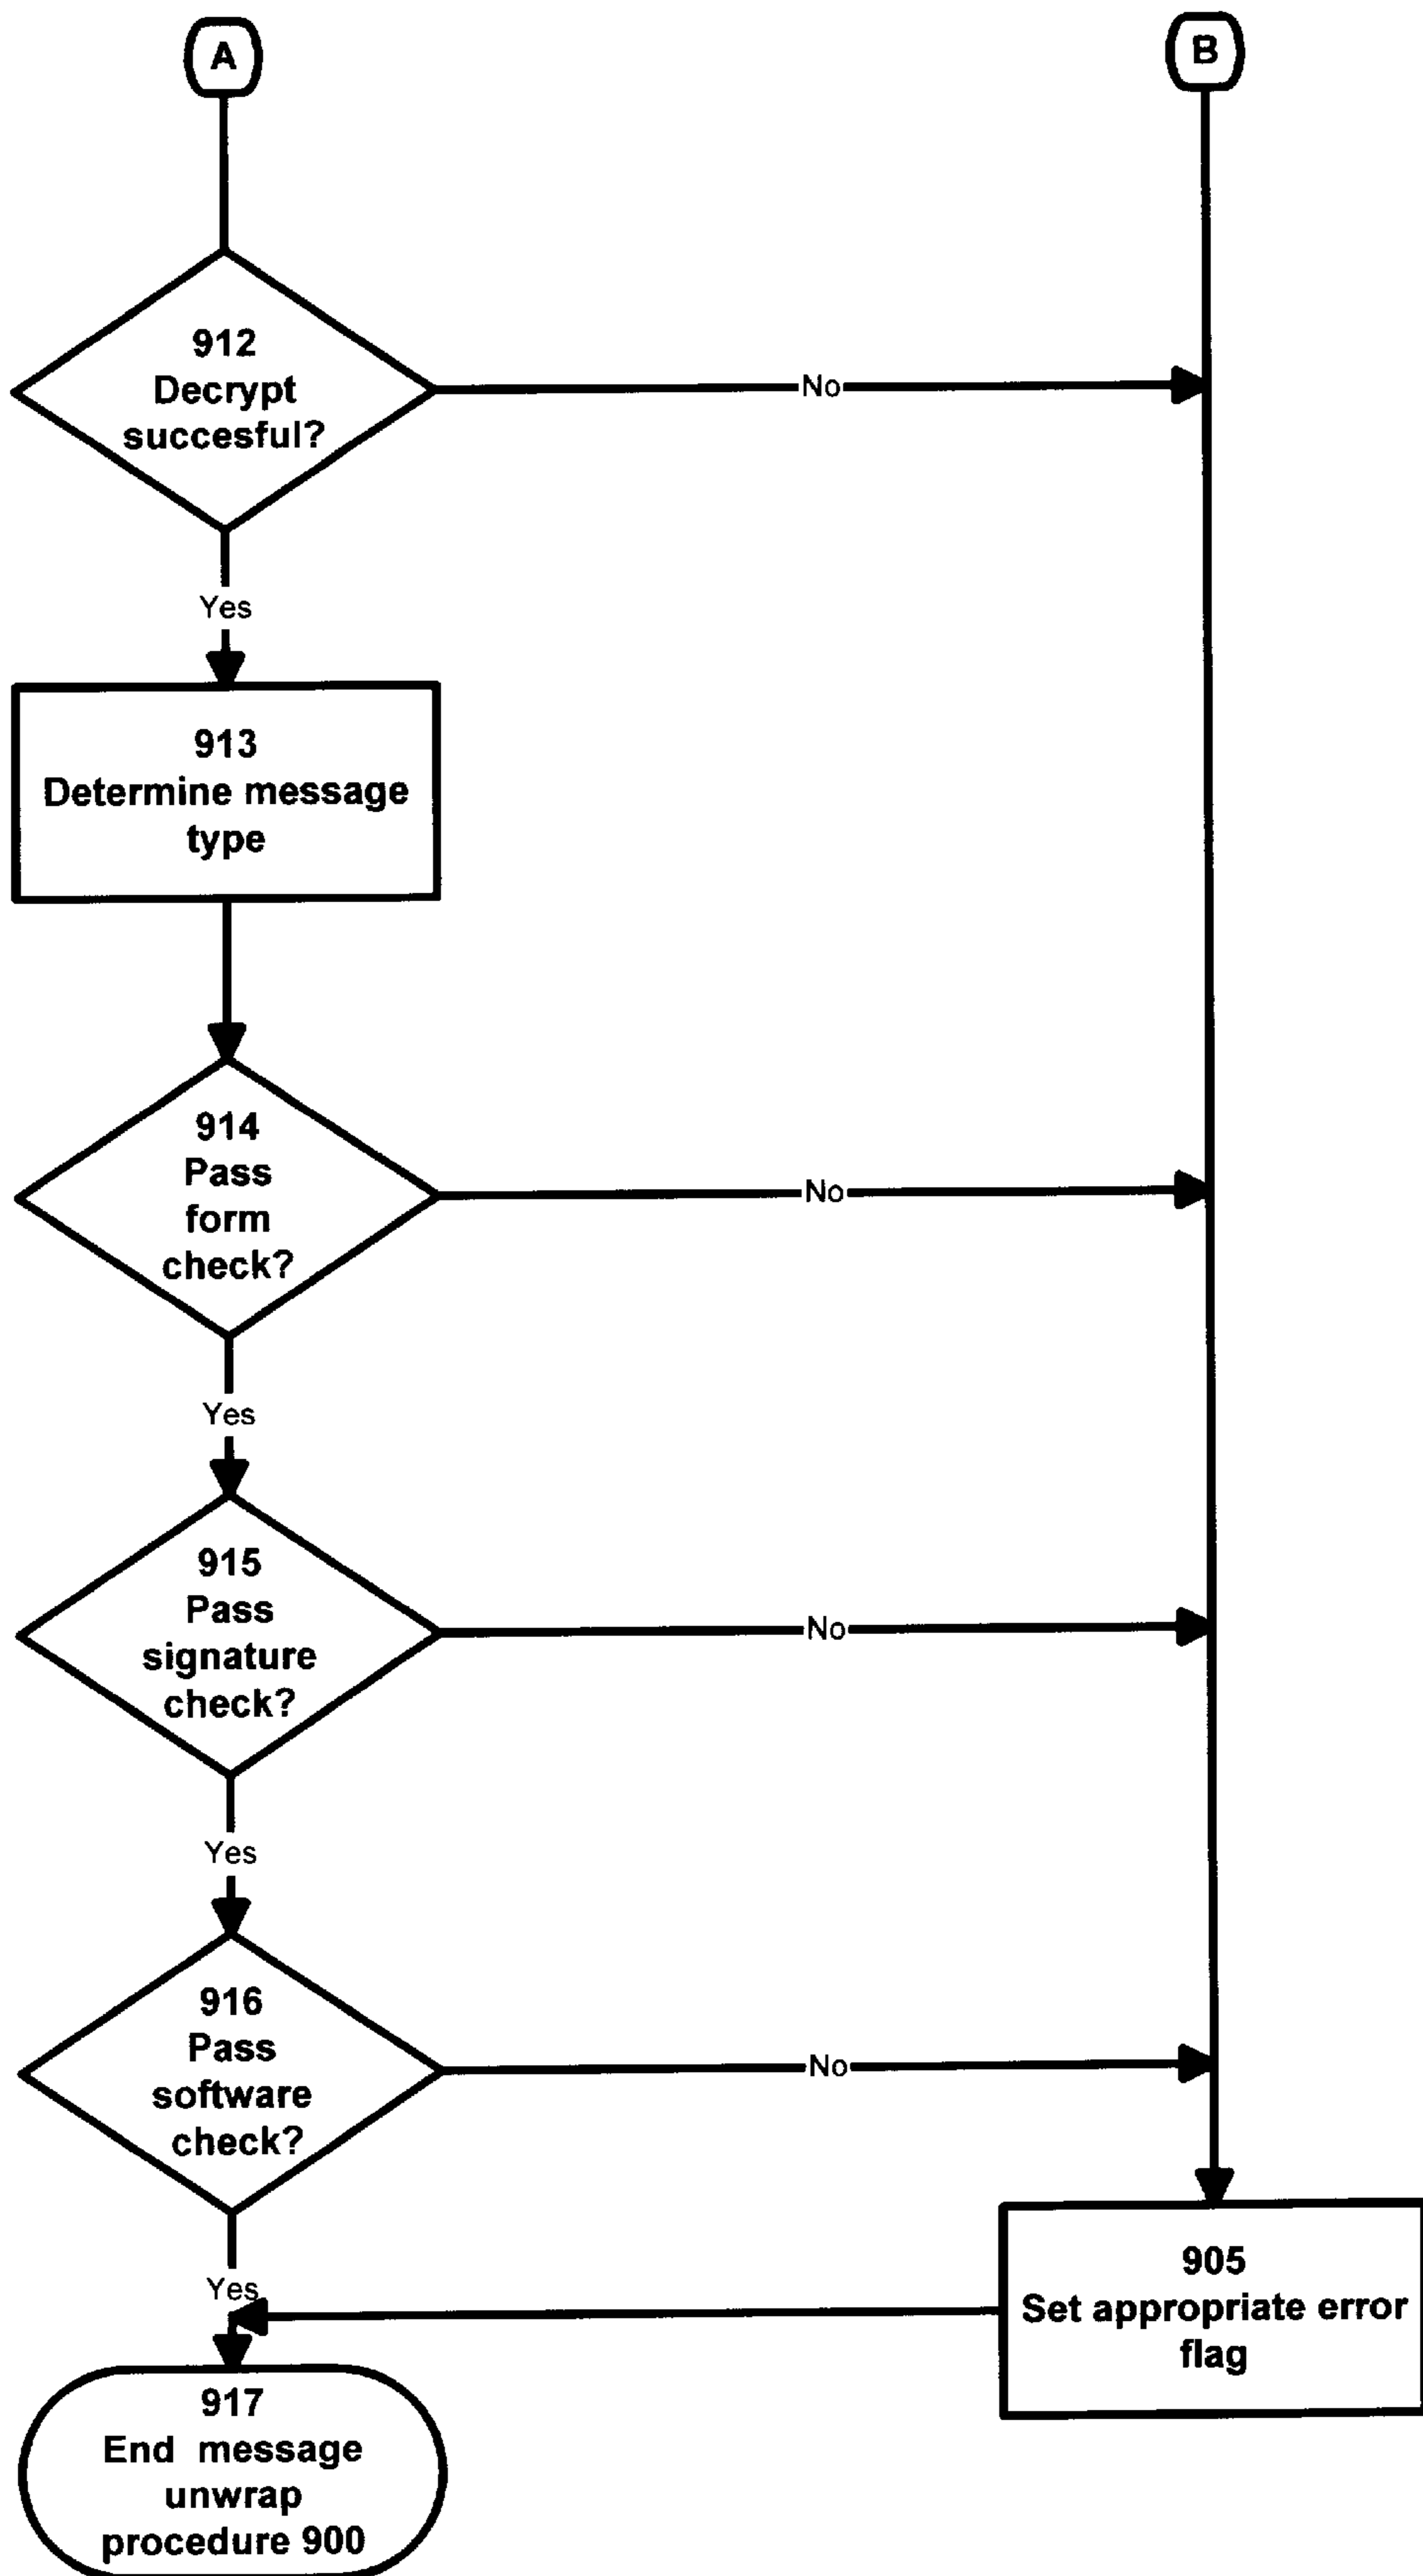 A
B
912
Decrypt
succesful?
No
Yes
913
Determine message
type
914
Pass
form
check?
No
Yes
915
Pass
signature
check?
No
Yes
916
Pass
software
check?
No
Yes
905
Set appropriate error
flag
917
End message
unwrap
procedure 900